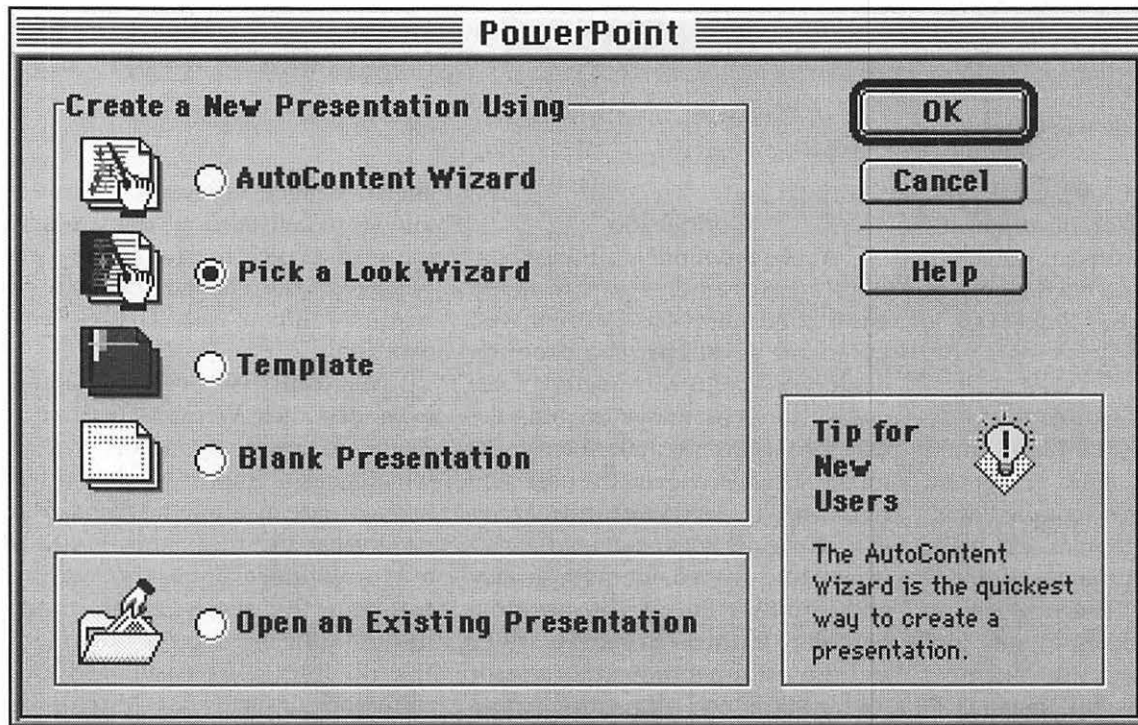 PowerPoint
Create a New Presentation Using
AutoContent Wizard
Pick a Look Wizard
Template
Blank Presentation
Open an Existing Presentation
OK
Cancel
Help
Tip for
New
Users
The AutoContent
Wizard is the quickest
way to create a
presentation.